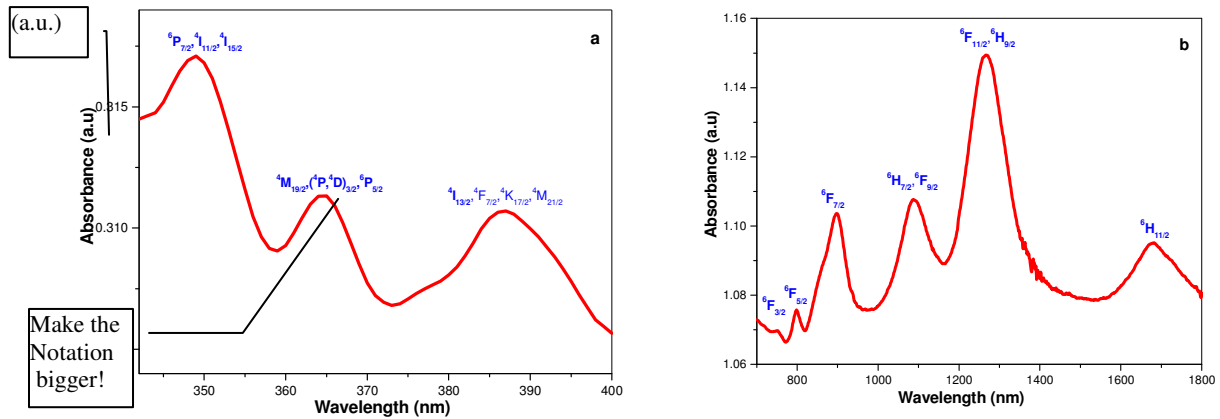 (a.u.)
⁶P₇/₂,⁴I₁₁/₂,⁴I₁₅/₂
a
0.315
⁴M₁₉/₂,(⁴P,⁴D)₃/₂,⁶P₅/₂
⁴I₁₃/₂,⁴F₇/₂,⁴K₁₇/₂,⁴M₂₁/₂
0.310
Absorbance (a.u)
Make the
Notation
bigger!
350 360 370 380 390 400
Wavelength (nm)
1.16
⁶F₁₁/₂,⁶H₉/₂
b
1.14
1.12
⁶H₇/₂,⁶F₉/₂
⁶F₇/₂
1.10
⁶H₁₁/₂
1.08
⁶F₃/₂ ⁶F₅/₂
1.06
Absorbance (a.u)
800 1000 1200 1400 1600 1800
Wavelength (nm)